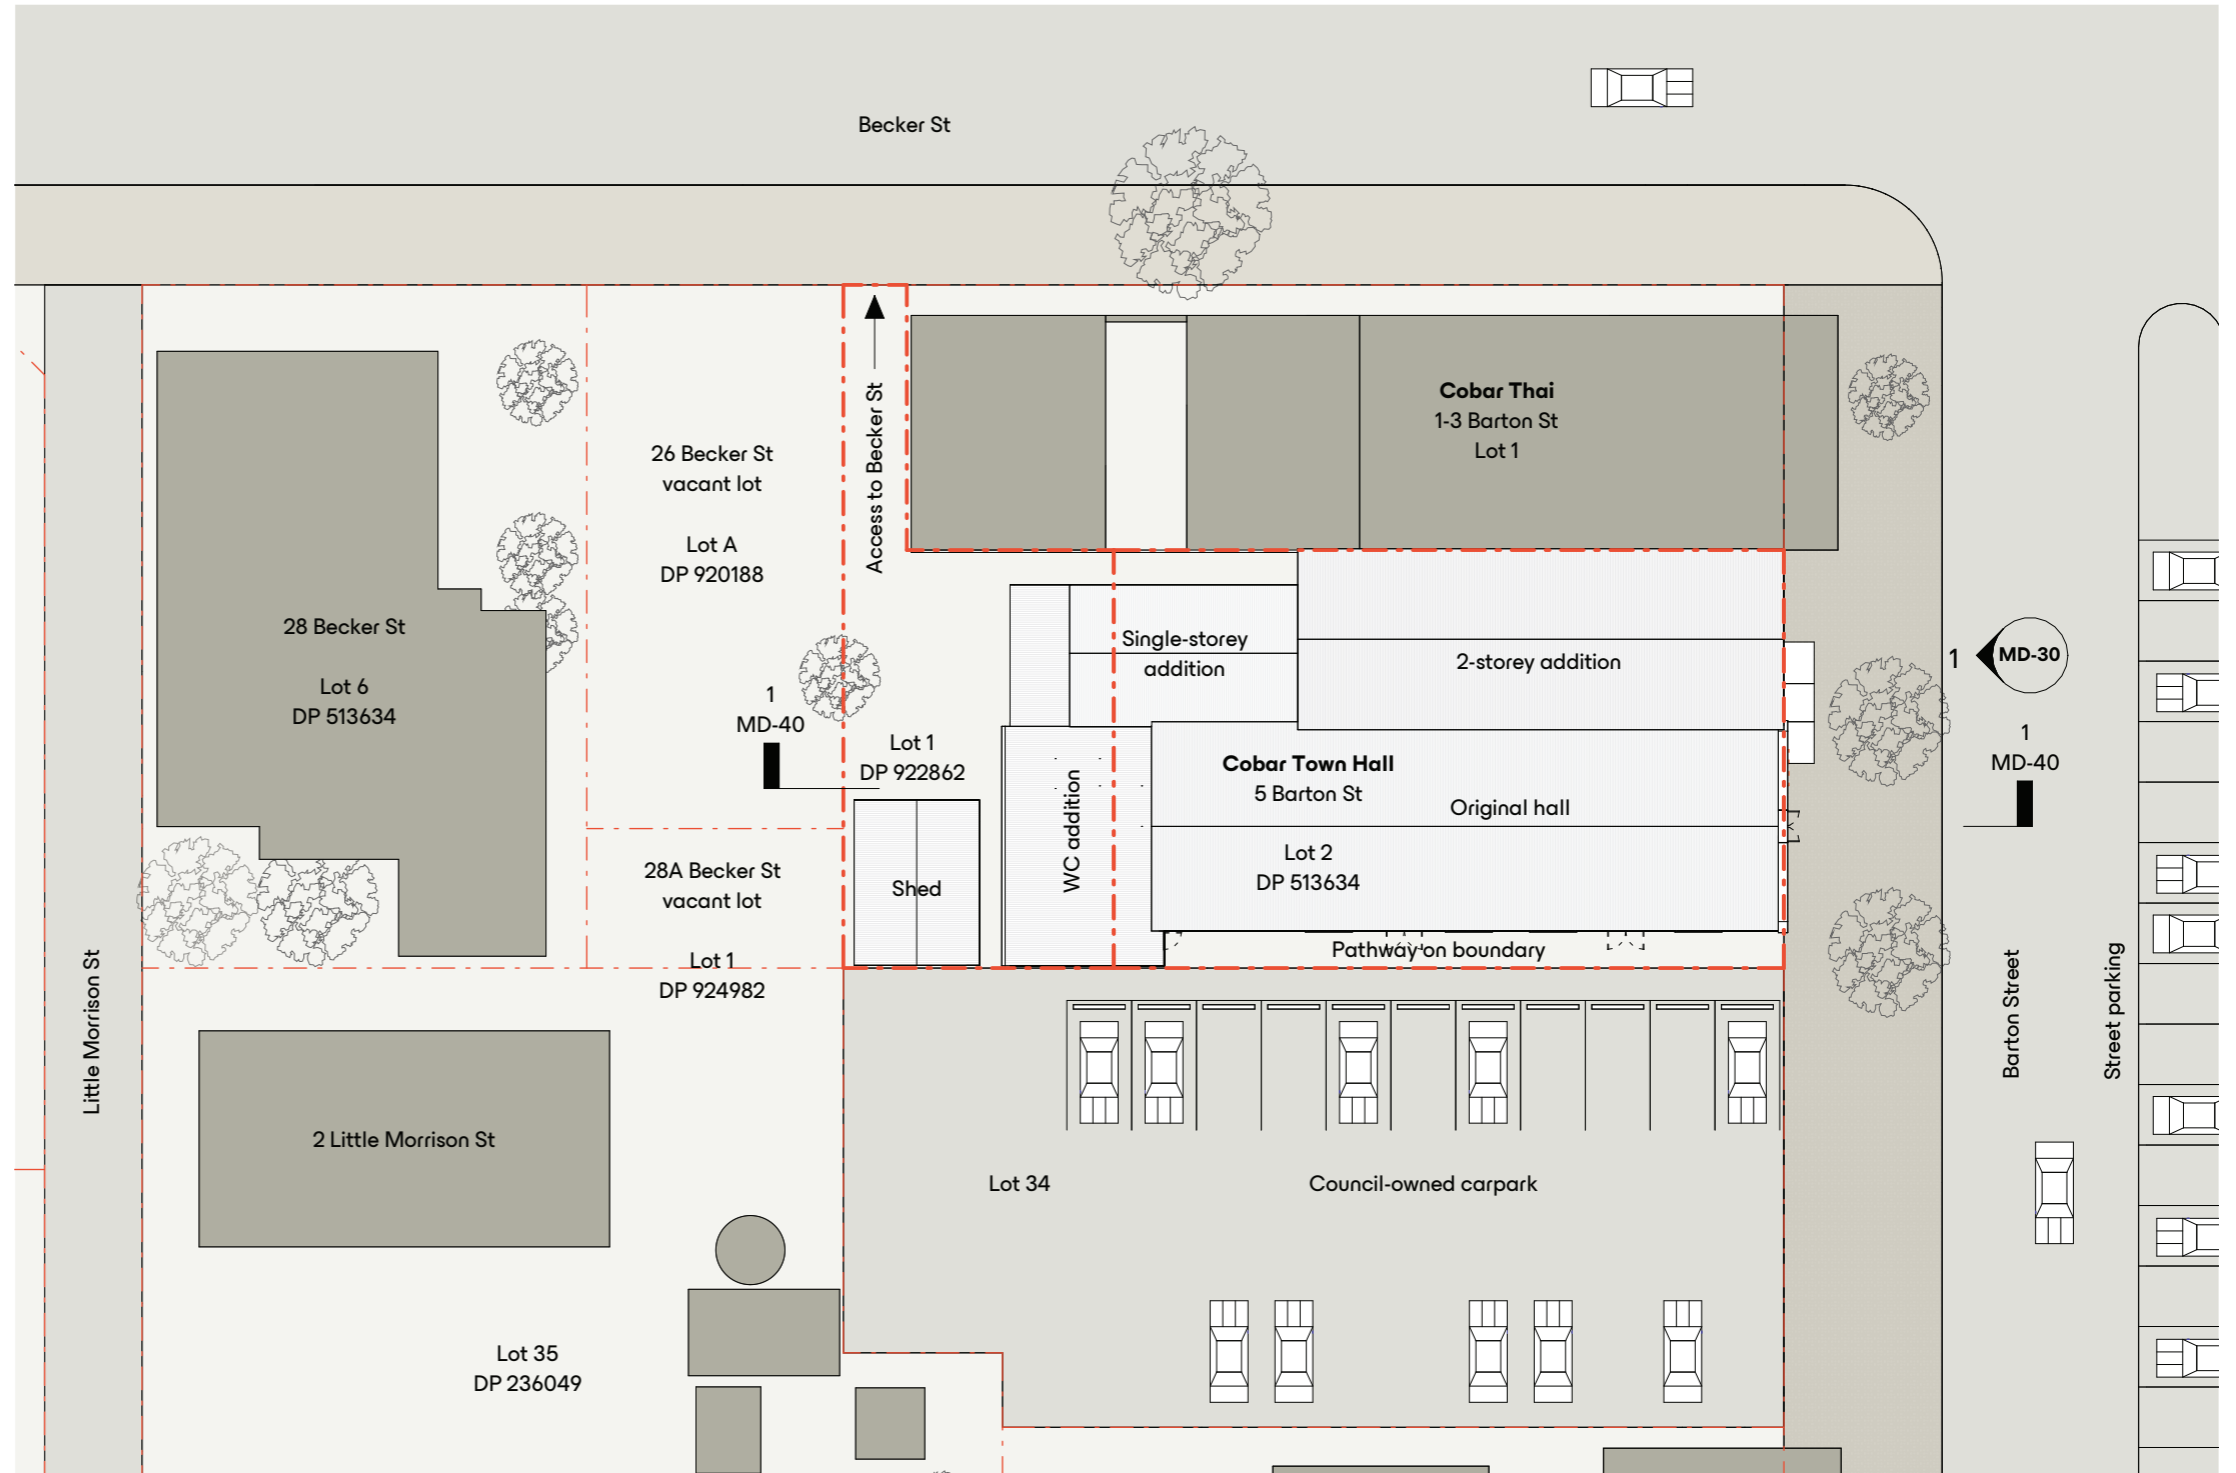 Becker St
Access to Becker St
Cobar Thai
1-3 Barton St
Lot 1
26 Becker St
vacant lot
Lot A
DP 920188
28 Becker St
Lot 6
DP 513634
Single-storey
addition
2-storey addition
1
MD-30
1
MD-40
1
MD-40
Lot 1
DP 922862
Cobar Town Hall
5 Barton St
Original hall
WC addition
Lot 2
DP 513634
28A Becker St
vacant lot
Shed
Pathway on boundary
Lot 1
DP 924982
Little Morrison St
Barton Street
Street parking
2 Little Morrison St
Lot 34
Council-owned carpark
Lot 35
DP 236049